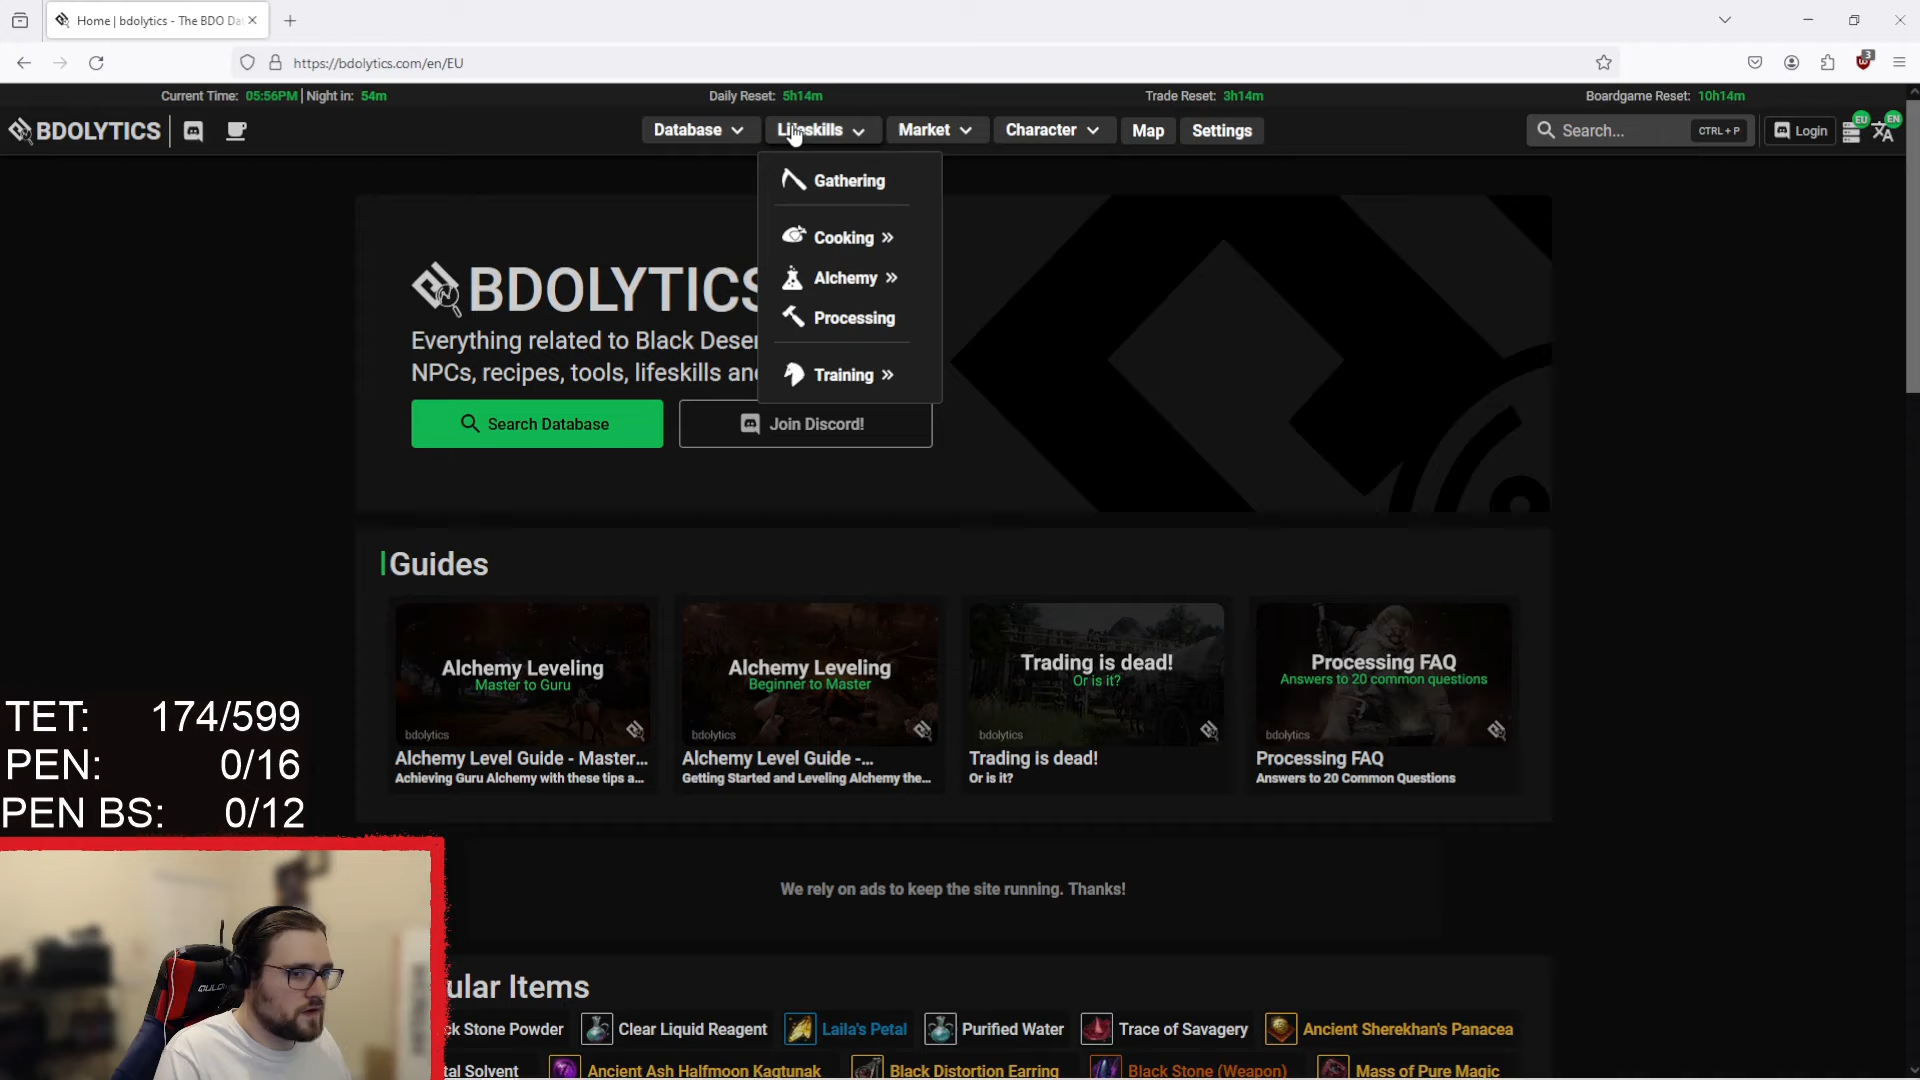 Home | bdolytics - The BDO Da
https://bdolytics.com/en/EU
3
Current Time: 05:56PM | Night in: 54m
Daily Reset: 5h14m
Trade Reset: 3h14m
Boardgame Reset: 10h14m
BDOLYTICS
Database
Lifeskills
Market
Character
Map
Settings
Search...
CTRL + P
Login
EU
EN
Gathering
Cooking
Alchemy
Processing
Training
BDOLYTICS
Everything related to Black Deser
NPCs, recipes, tools, lifeskills and
Search Database
Join Discord!
Guides
Alchemy Leveling
Master to Guru
bdolytics
Alchemy Level Guide - Master...
Achieving Guru Alchemy with these tips a...
Alchemy Leveling
Beginner to Master
bdolytics
Alchemy Level Guide -...
Getting Started and Leveling Alchemy the...
Trading is dead!
Or is it?
bdolytics
Trading is dead!
Or is it?
Processing FAQ
Answers to 20 common questions
bdolytics
Processing FAQ
Answers to 20 Common Questions
TET: 174/599
PEN: 0/16
PEN BS: 0/12
We rely on ads to keep the site running. Thanks!
ular Items
ck Stone Powder
Clear Liquid Reagent
Laila's Petal
Purified Water
Trace of Savagery
Ancient Sherekhan's Panacea
tal Solvent
Ancient Ash Halfmoon Kagtunak
Black Distortion Earring
Black Stone (Weapon)
Mass of Pure Magic